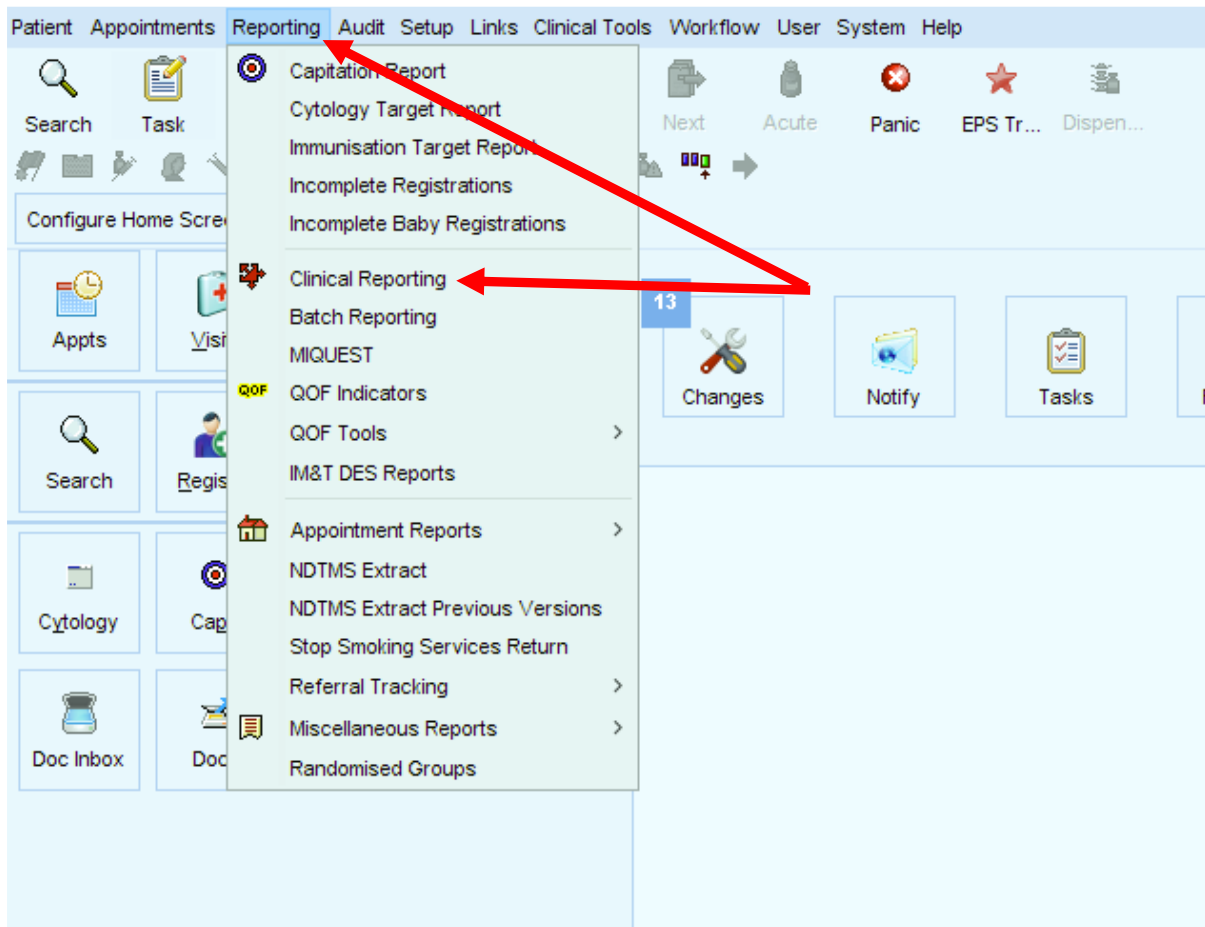 Patient Appointments Reporting Audit Setup Links Clinical Tools Workflow User System Help
Search Task Next Acute Panic EPS Tr... Dispen...
Configure Home Scre
Capitation Report
Cytology Target Report
Immunisation Target Report
Incomplete Registrations
Incomplete Baby Registrations
Clinical Reporting
Batch Reporting
MIQUEST
QOF QOF Indicators
QOF Tools
IM&T DES Reports
Appointment Reports
NDTMS Extract
NDTMS Extract Previous Versions
Stop Smoking Services Return
Referral Tracking
Miscellaneous Reports
Randomised Groups
Appts Visi
Search Regis
Cytology Cap
Doc Inbox Doc
13
Changes Notify Tasks